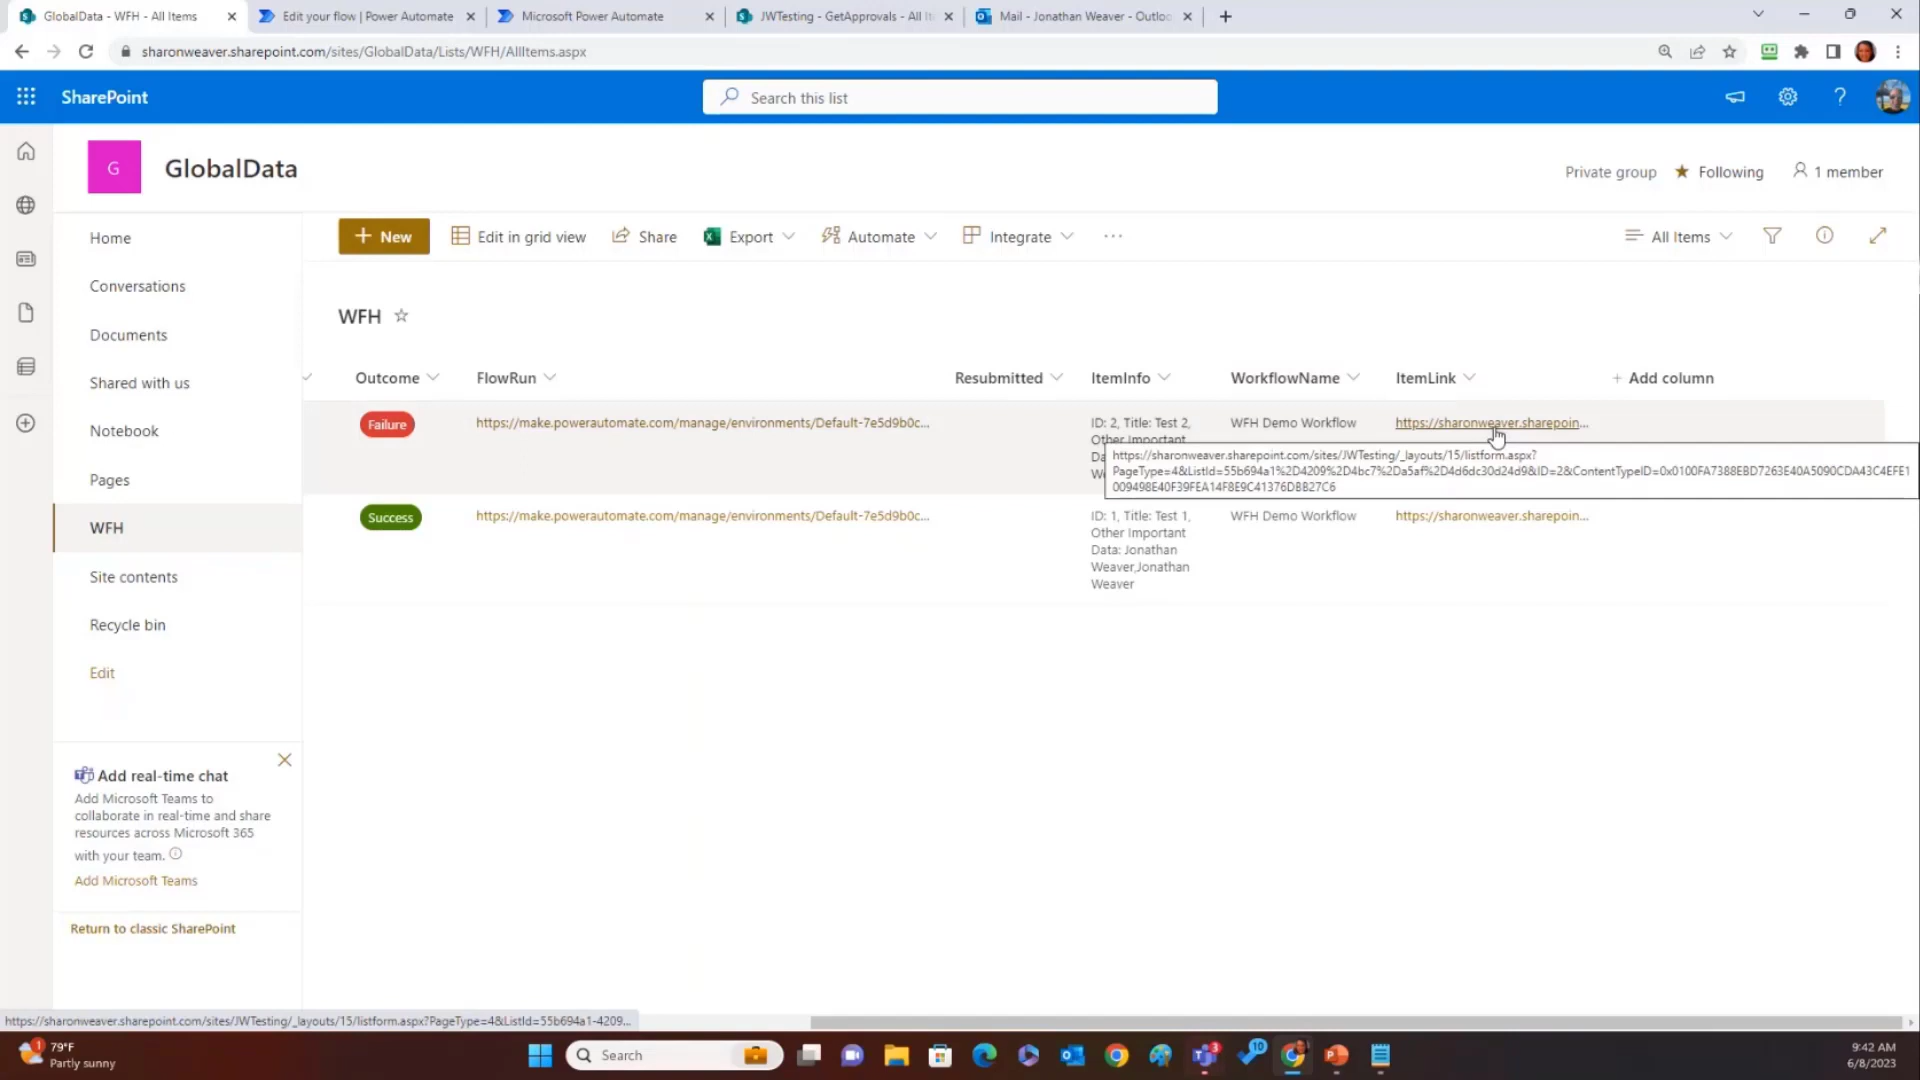 GlobalData - WFH - All Items
Edit your flow | Power Automate
Microsoft Power Automate
JWTesting - GetApprovals - All It
Mail - Jonathan Weaver - Outloo
sharonweaver.sharepoint.com/sites/GlobalData/Lists/WFH/AllItems.aspx
SharePoint
Search this list
G
GlobalData
Private group
Following
1 member
Home
Conversations
Documents
Shared with us
Notebook
Pages
WFH
Site contents
Recycle bin
Edit
New
Edit in grid view
Share
Export
Automate
Integrate
All Items
WFH
Outcome
FlowRun
Resubmitted
ItemInfo
WorkflowName
ItemLink
Add column
Failure
https://make.powerautomate.com/manage/environments/Default-7e5d9b0c...
ID: 2, Title: Test 2,
Other Important
Da
We
WFH Demo Workflow
https://sharonweaver.sharepoin...
https://sharonweaver.sharepoint.com/sites/JWTesting/_layouts/15/listform.aspx?
PageType=4&ListId=55b694a1%2D4209%2D4bc7%2Da5af%2D4d6dc30d24d9&ID=2&ContentTypeID=0x0100FA7388EBD7263E40A5090CDA43C4EFE1
009498E40F39FEA14F8E9C41376DBB27C6
Success
https://make.powerautomate.com/manage/environments/Default-7e5d9b0c...
ID: 1, Title: Test 1,
Other Important
Data: Jonathan
Weaver,Jonathan
Weaver
WFH Demo Workflow
https://sharonweaver.sharepoin...
Add real-time chat
Add Microsoft Teams to
collaborate in real-time and share
resources across Microsoft 365
with your team.
Add Microsoft Teams
Return to classic SharePoint
https://sharonweaver.sharepoint.com/sites/JWTesting/_layouts/15/listform.aspx?PageType=4&ListId=55b694a1-4209...
1
79°F
Partly sunny
Search
3
10
9:42 AM
6/8/2023